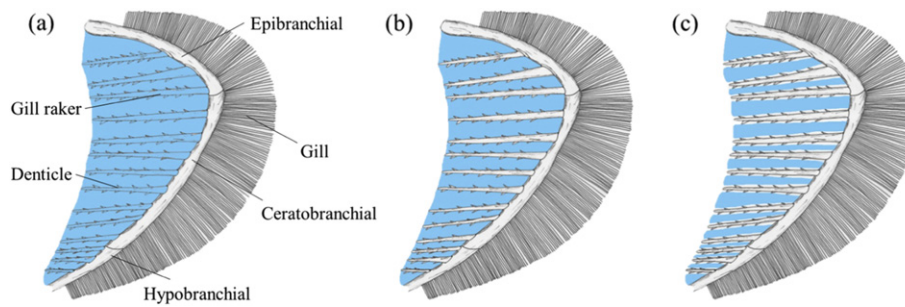 (a)
Epibranchial
Gill raker
Gill
Denticle
Ceratobranchial
Hypobranchial
(b)
(c)